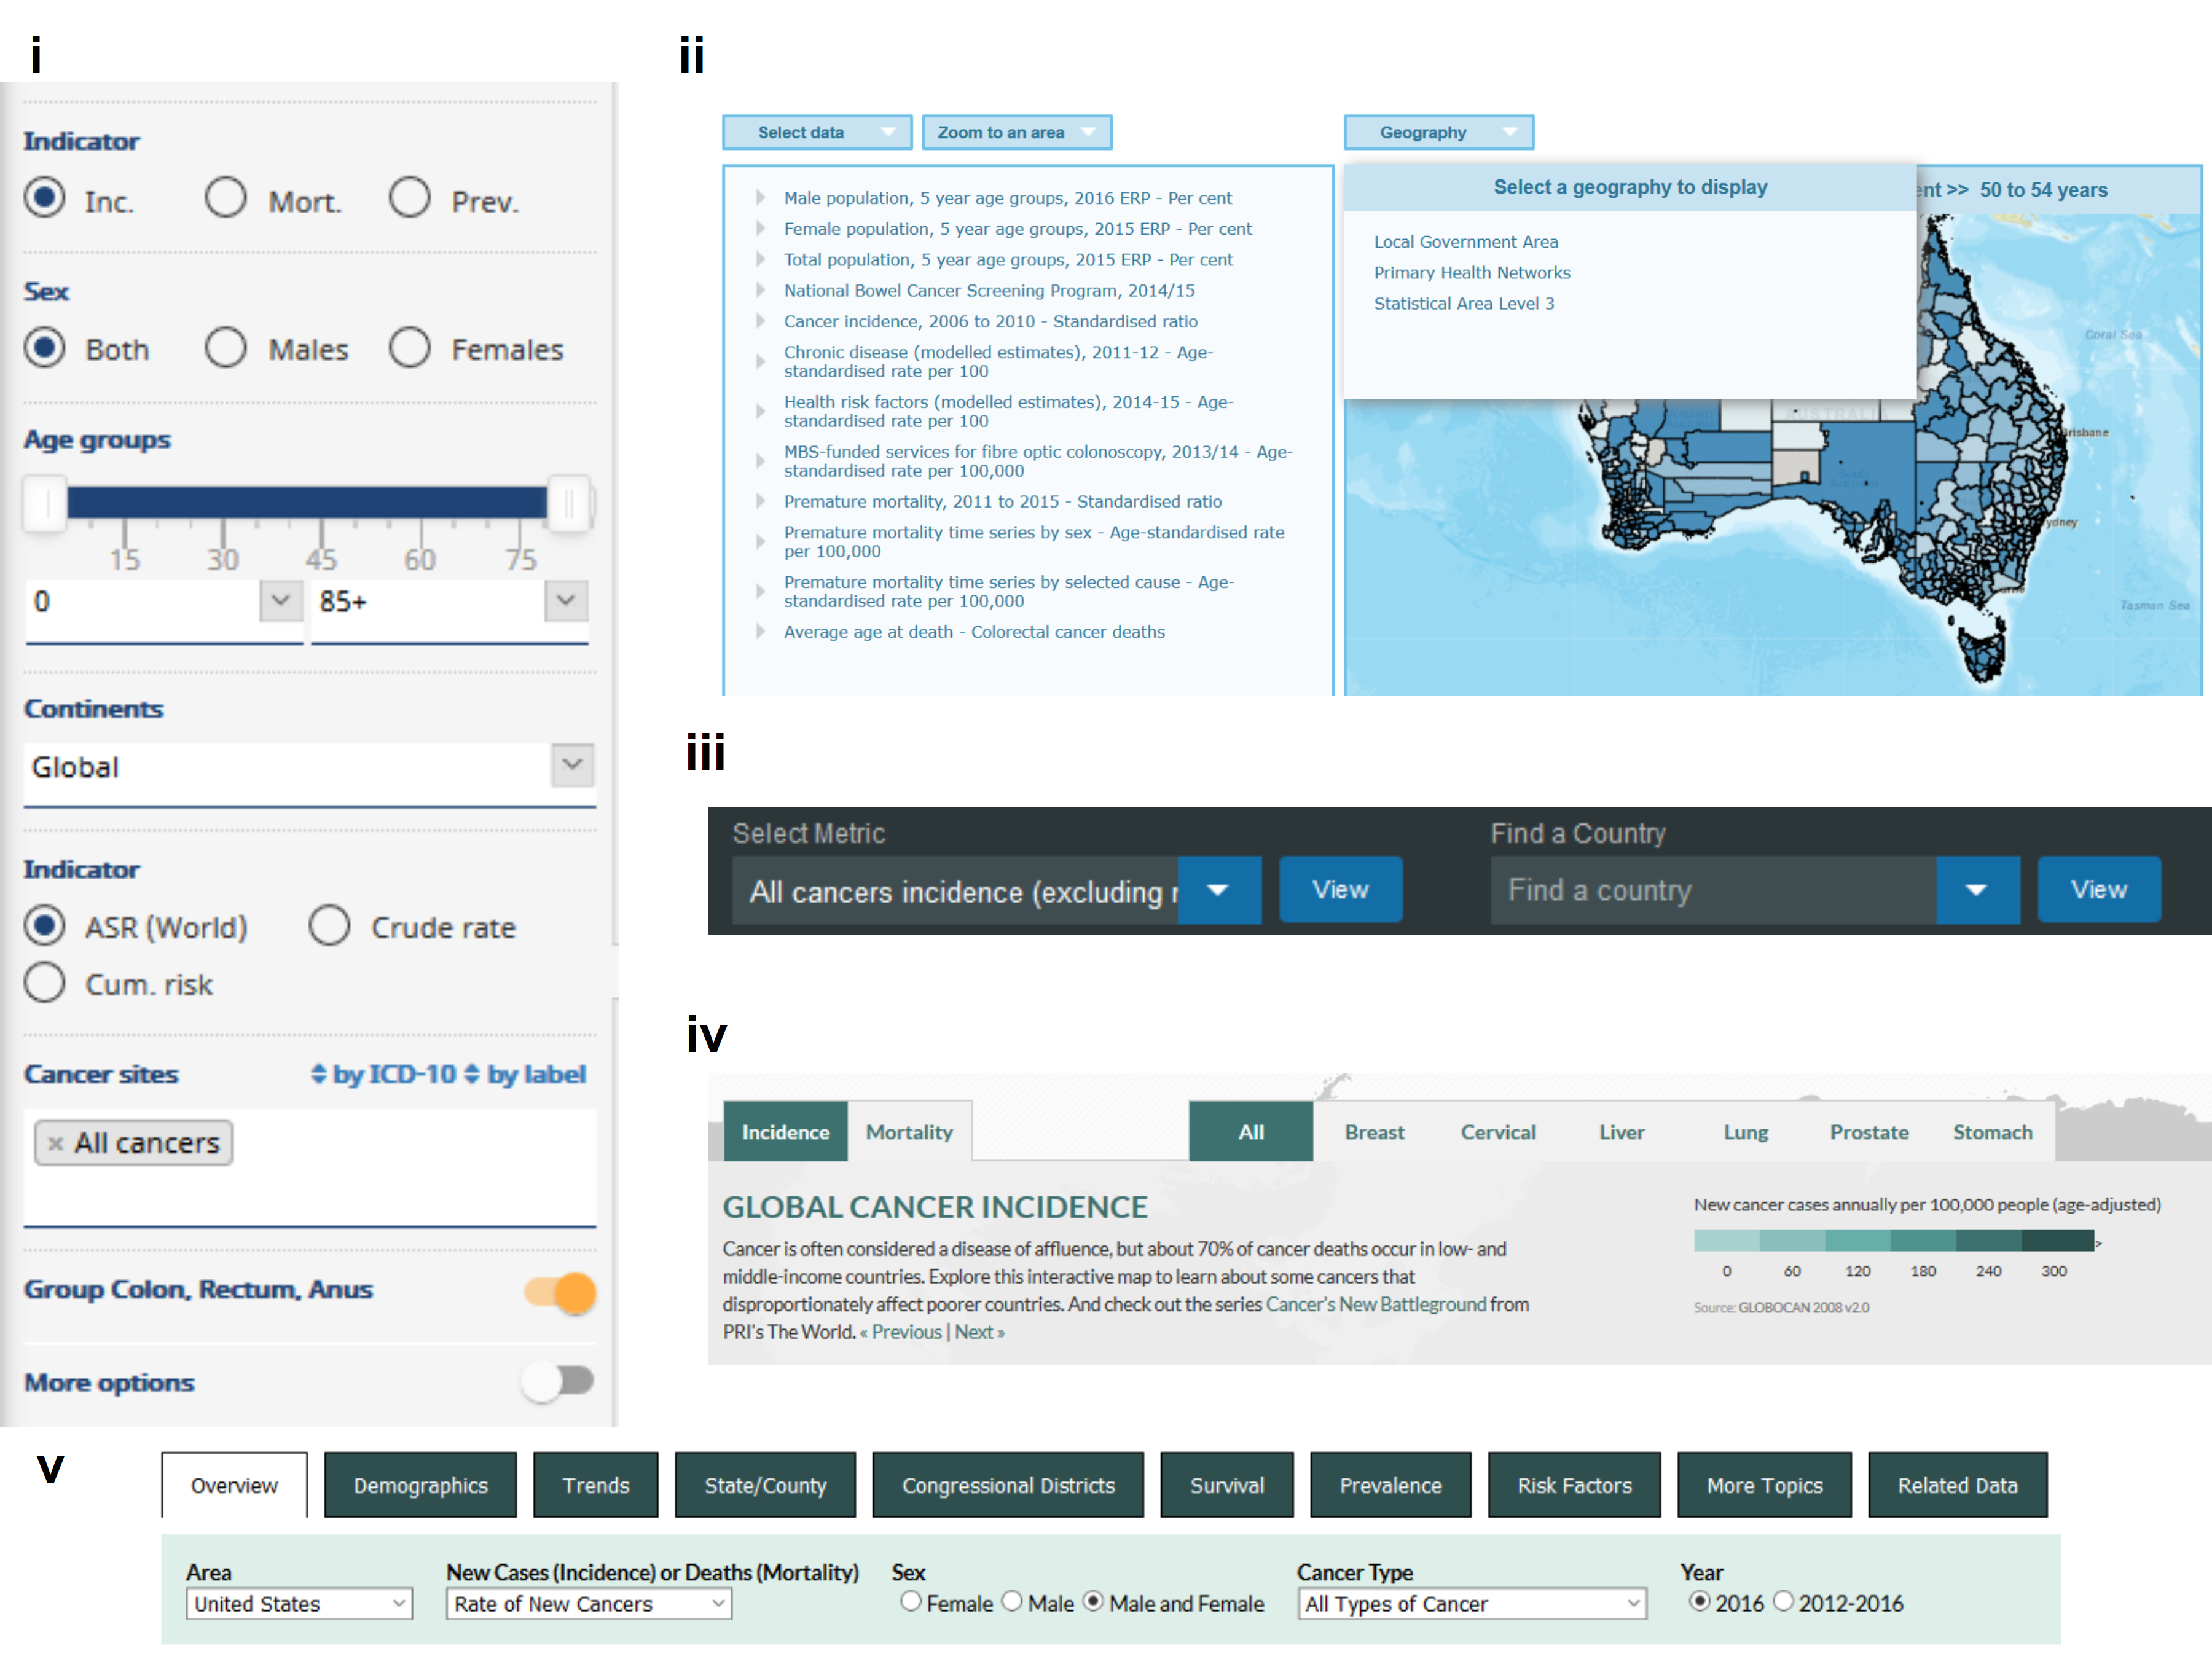 i
Indicator
Inc. Mort. Prev.
Sex
Both Males Females
Age groups
15 30 45 60 75
0 85+
Continents
Global
Indicator
ASR (World) Crude rate
Cum. risk
Cancer sites by ICD-10 by label
× All cancers
Group Colon, Rectum, Anus
More options
ii
Select data Zoom to an area Geography
Male population, 5 year age groups, 2016 ERP - Per cent
Female population, 5 year age groups, 2015 ERP - Per cent
Total population, 5 year age groups, 2015 ERP - Per cent
National Bowel Cancer Screening Program, 2014/15
Cancer incidence, 2006 to 2010 - Standardised ratio
Chronic disease (modelled estimates), 2011-12 - Age-
standardised rate per 100
Health risk factors (modelled estimates), 2014-15 - Age-
standardised rate per 100
MBS-funded services for fibre optic colonoscopy, 2013/14 - Age-
standardised rate per 100,000
Premature mortality, 2011 to 2015 - Standardised ratio
Premature mortality time series by sex - Age-standardised rate
per 100,000
Premature mortality time series by selected cause - Age-
standardised rate per 100,000
Average age at death - Colorectal cancer deaths
Select a geography to display
Local Government Area
Primary Health Networks
Statistical Area Level 3
ent >> 50 to 54 years
Coral Sea
AUSTRALIA
Brisbane
South
Australia
ydney
Tasman Sea
iii
Select Metric Find a Country
All cancers incidence (excluding View Find a country View
iv
Incidence Mortality All Breast Cervical Liver Lung Prostate Stomach
GLOBAL CANCER INCIDENCE
Cancer is often considered a disease of affluence, but about 70% of cancer deaths occur in low- and
middle-income countries. Explore this interactive map to learn about some cancers that
disproportionately affect poorer countries. And check out the series Cancer's New Battleground from
PRI's The World. « Previous | Next »
New cancer cases annually per 100,000 people (age-adjusted)
>
0 60 120 180 240 300
Source: GLOBOCAN 2008 v2.0
v
Overview Demographics Trends State/County Congressional Districts Survival Prevalence Risk Factors More Topics Related Data
Area New Cases (Incidence) or Deaths (Mortality) Sex Cancer Type Year
United States Rate of New Cancers Female Male Male and Female All Types of Cancer 2016 2012-2016